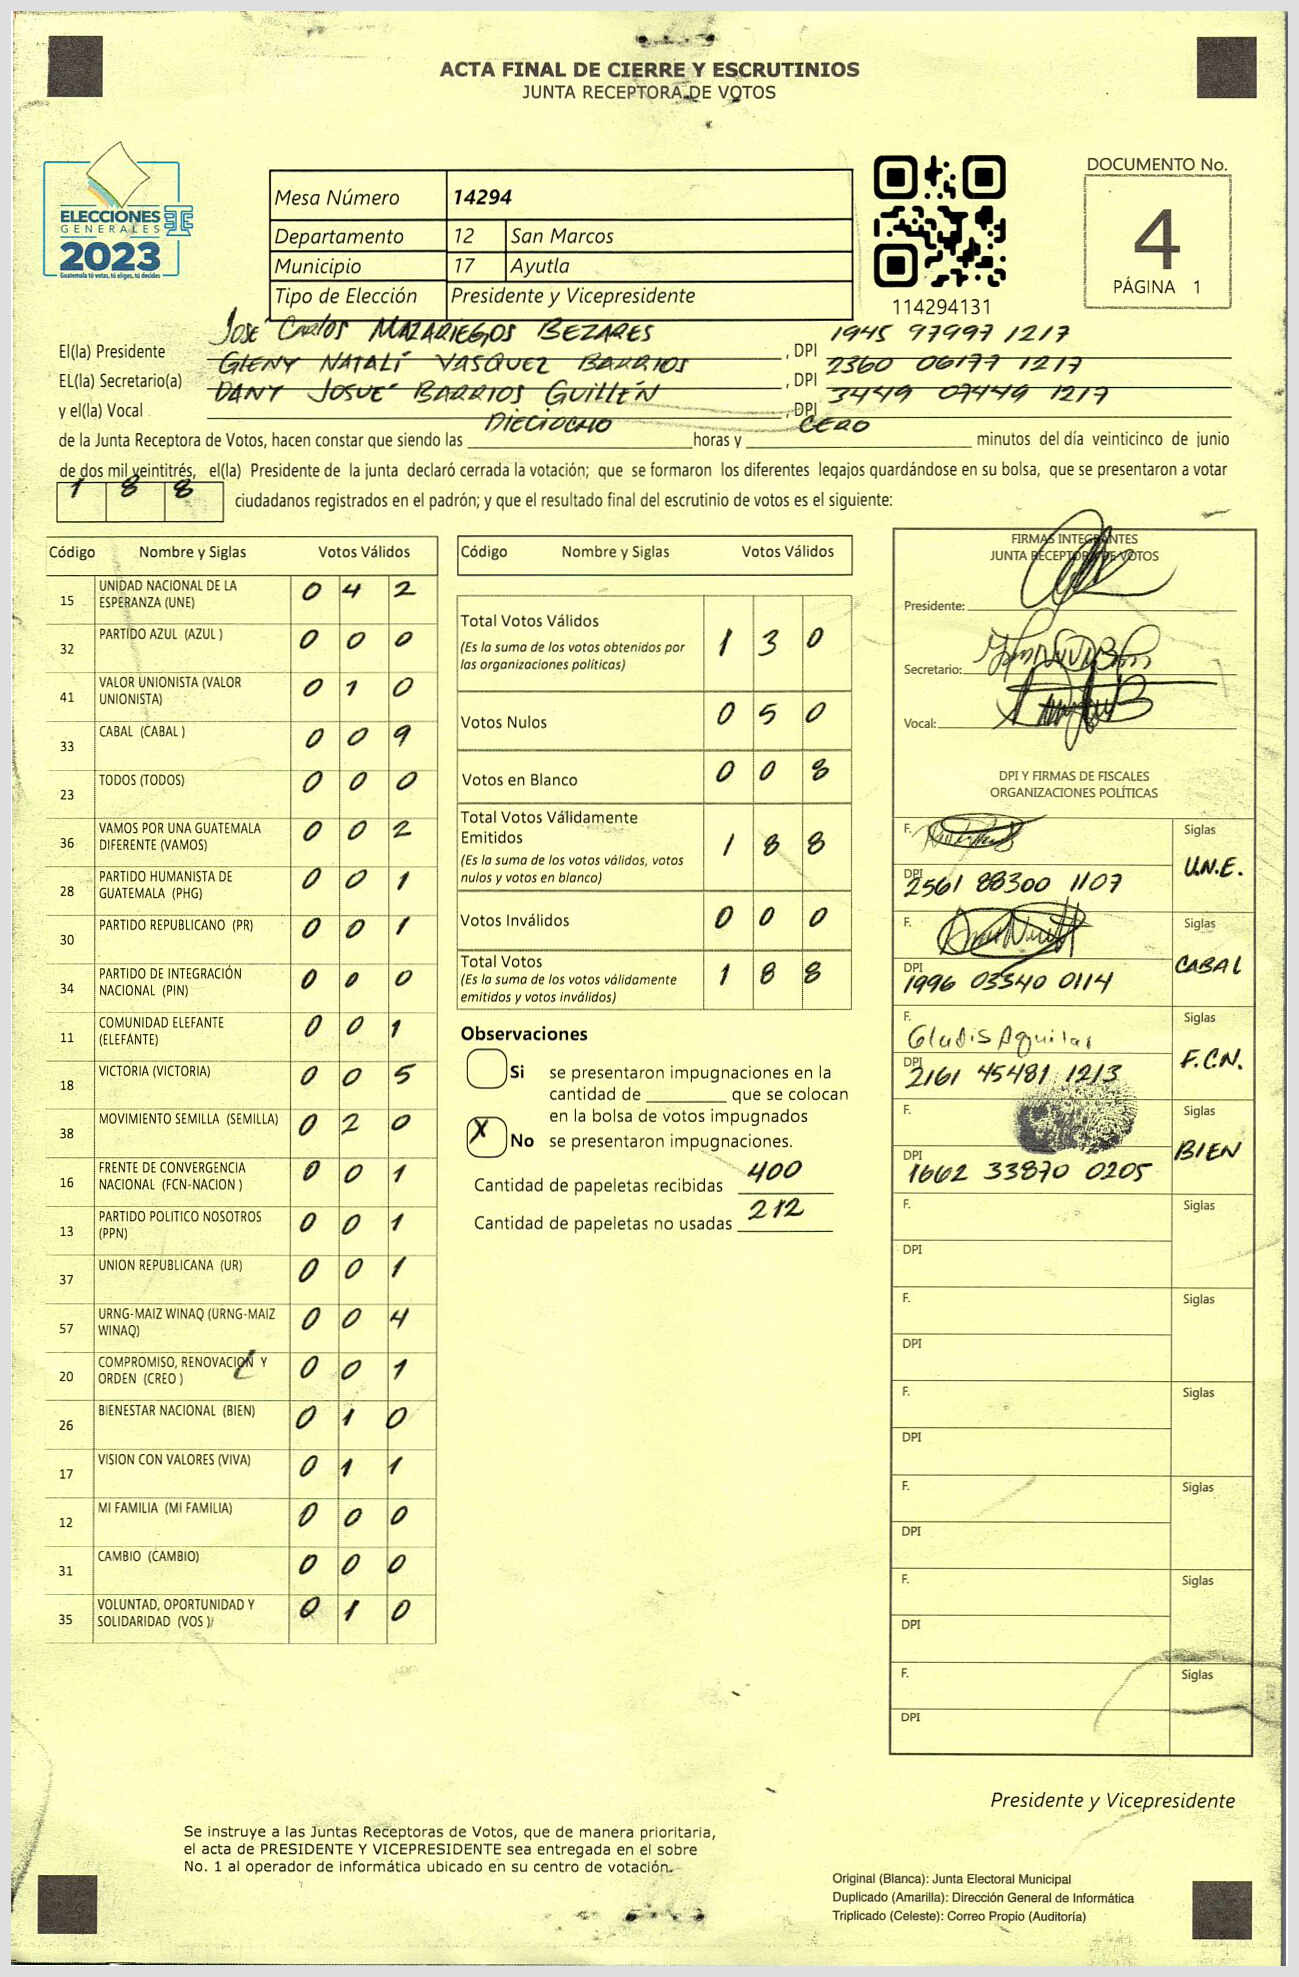 ACTA FINAL DE CIERRE Y ESCRUTINIOS
JUNTA RECEPTORA DE VOTOS
ELECCIONES
GENERALES
2023
Guatemala tú votas, tú eliges, tú decides
Mesa Número 14294
Departamento 12 San Marcos
Municipio 17 Ayutla
Tipo de Elección Presidente y Vicepresidente
114294131
DOCUMENTO No.
4
PÁGINA 1
El(la) Presidente JOSÉ CARLOS MAZARIEGOS BEZARES , DPI 1945 97997 1217
EL(la) Secretario(a) GLENY NATALÍ VASQUEZ BARRIOS , DPI 2360 06177 1217
y el(la) Vocal DANY JOSUÉ BARRIOS GUILLÉN , DPI 3449 07449 1217
de la Junta Receptora de Votos, hacen constar que siendo las DIECIOCHO horas y CERO minutos del día veinticinco de junio
de dos mil veintitrés, el(la) Presidente de la junta declaró cerrada la votación; que se formaron los diferentes legajos quardándose en su bolsa, que se presentaron a votar
188 ciudadanos registrados en el padrón; y que el resultado final del escrutinio de votos es el siguiente:
Código Nombre y Siglas Votos Válidos
15 UNIDAD NACIONAL DE LA ESPERANZA (UNE) 0 4 2
32 PARTIDO AZUL (AZUL ) 0 0 0
41 VALOR UNIONISTA (VALOR UNIONISTA) 0 1 0
33 CABAL (CABAL ) 0 0 9
23 TODOS (TODOS) 0 0 0
36 VAMOS POR UNA GUATEMALA DIFERENTE (VAMOS) 0 0 2
28 PARTIDO HUMANISTA DE GUATEMALA (PHG) 0 0 1
30 PARTIDO REPUBLICANO (PR) 0 0 1
34 PARTIDO DE INTEGRACIÓN NACIONAL (PIN) 0 0 0
11 COMUNIDAD ELEFANTE (ELEFANTE) 0 0 1
18 VICTORIA (VICTORIA) 0 0 5
38 MOVIMIENTO SEMILLA (SEMILLA) 0 2 0
16 FRENTE DE CONVERGENCIA NACIONAL (FCN-NACION ) 0 0 1
13 PARTIDO POLITICO NOSOTROS (PPN) 0 0 1
37 UNION REPUBLICANA (UR) 0 0 1
57 URNG-MAIZ WINAQ (URNG-MAIZ WINAQ) 0 0 4
20 COMPROMISO, RENOVACION Y ORDEN (CREO ) 0 0 1
26 BIENESTAR NACIONAL (BIEN) 0 1 0
17 VISION CON VALORES (VIVA) 0 1 1
12 MI FAMILIA (MI FAMILIA) 0 0 0
31 CAMBIO (CAMBIO) 0 0 0
35 VOLUNTAD, OPORTUNIDAD Y SOLIDARIDAD (VOS ) 0 1 0
Código Nombre y Siglas Votos Válidos
Total Votos Válidos 1 3 0
(Es la suma de los votos obtenidos por
las organizaciones políticas)
Votos Nulos 0 5 0
Votos en Blanco 0 0 8
Total Votos Válidamente
Emitidos 1 8 8
(Es la suma de los votos válidos, votos
nulos y votos en blanco)
Votos Inválidos 0 0 0
Total Votos 1 8 8
(Es la suma de los votos válidamente
emitidos y votos inválidos)
Observaciones
Si se presentaron impugnaciones en la
cantidad de ________ que se colocan
en la bolsa de votos impugnados
X No se presentaron impugnaciones.
Cantidad de papeletas recibidas 400
Cantidad de papeletas no usadas 212
FIRMAS INTEGRANTES
JUNTA RECEPTORA DE VOTOS
Presidente:
Secretario:
Vocal:
DPI Y FIRMAS DE FISCALES
ORGANIZACIONES POLÍTICAS
F. Siglas
DPI 2561 88300 1107 U.N.E.
F. Siglas
DPI 1996 03540 0114 CABAL
F. Gladis Aguilar Siglas
DPI 2161 45481 1213 F.C.N.
F. Siglas
DPI 1662 33870 0205 BIEN
F. Siglas
DPI
F. Siglas
DPI
F. Siglas
DPI
F. Siglas
DPI
F. Siglas
DPI
F. Siglas
DPI
Presidente y Vicepresidente
Se instruye a las Juntas Receptoras de Votos, que de manera prioritaria,
el acta de PRESIDENTE Y VICEPRESIDENTE sea entregada en el sobre
No. 1 al operador de informática ubicado en su centro de votación.
Original (Blanca): Junta Electoral Municipal
Duplicado (Amarilla): Dirección General de Informática
Triplicado (Celeste): Correo Propio (Auditoría)